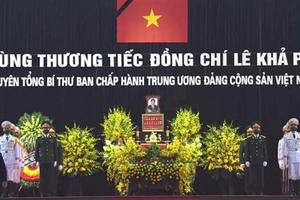 ÙNG THƯƠNG TIẾC ĐỒNG CHÍ LÊ KHẢ P
UYÊN TỔNG BÍ THƯ BAN CHẤP HÀNH TRUNG ƯƠNG ĐẢNG CỘNG SẢN VIỆT N